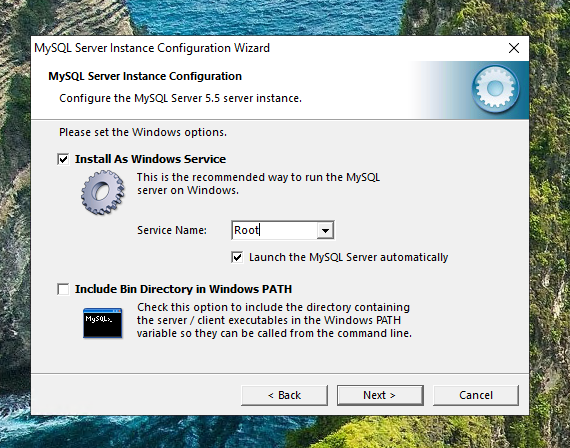 MySQL Server Instance Configuration Wizard
MySQL Server Instance Configuration
Configure the MySQL Server 5.5 server instance.
Please set the Windows options.
Install As Windows Service
This is the recommended way to run the MySQL
server on Windows.
Service Name: Root
Launch the MySQL Server automatically
Include Bin Directory in Windows PATH
MySQL>_
Check this option to include the directory containing
the server / client executables in the Windows PATH
variable so they can be called from the command line.
< Back Next > Cancel